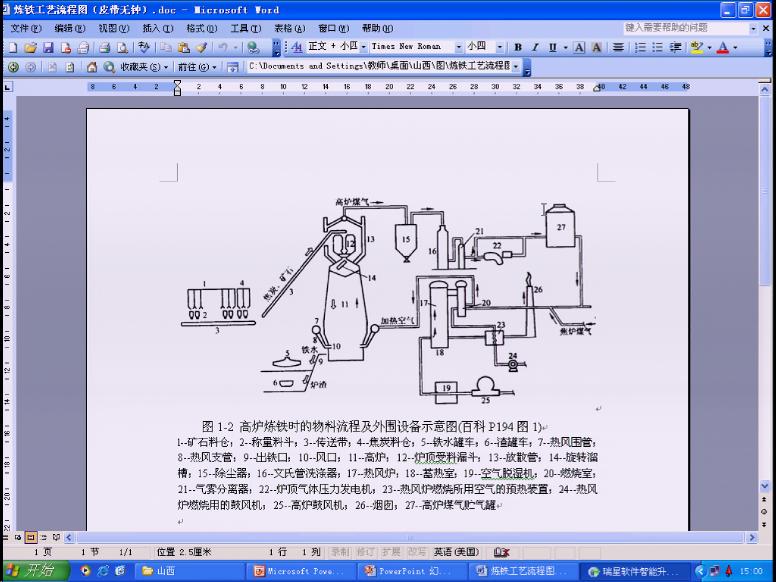 炼铁工艺流程图（皮带无钟）.doc - Microsoft Word
文件(F) 编辑(E) 视图(V) 插入(I) 格式(O) 工具(T) 表格(A) 窗口(W) 帮助(H) 键入需要帮助的问题
正文 + 小四 Times New Roman 小四 B I U A A
收藏夹(S) 前往(G) C:\Documents and Settings\教师\桌面\山西\图\炼铁工艺流程图
8 6 4 2 2 4 6 8 10 12 14 16 18 20 22 24 26 28 30 32 34 36 38 40 42 44 46 48
高炉煤气
12 13 14 15 16 21 22 27
焦炭、矿石
3
1 4
2
3
11
7
8
加热空气
17 20 26
23
焦炉煤气
铁水
9 10
5
6 炉渣
18
24
19
25
图 1-2 高炉炼铁时的物料流程及外围设备示意图(百科 P194 图 1)
1--矿石料仓；2--称量料斗；3--传送带；4--焦炭料仓；5--铁水罐车；6--渣罐车；7--热风围管；
8--热风支管；9--出铁口；10--风口；11--高炉；12--炉顶受料漏斗；13--放散管；14--旋转溜
槽；15--除尘器；16--文氏管洗涤器；17--热风炉；18--蓄热室；19--空气脱湿机；20--燃烧室；
21--气雾分离器；22--炉顶气体压力发电机；23--热风炉燃烧所用空气的预热装置；24--热风
炉燃烧用的鼓风机；25--高炉鼓风机；26--烟囱；27--高炉煤气贮气罐
1 页 1 节 1/1 位置 2.5厘米 1 行 1 列 录制 修订 扩展 改写 英语(美国)
开始 山西 Microsoft Powe... PowerPoint 幻... 炼铁工艺流程图... 瑞星软件智能升... 15:00